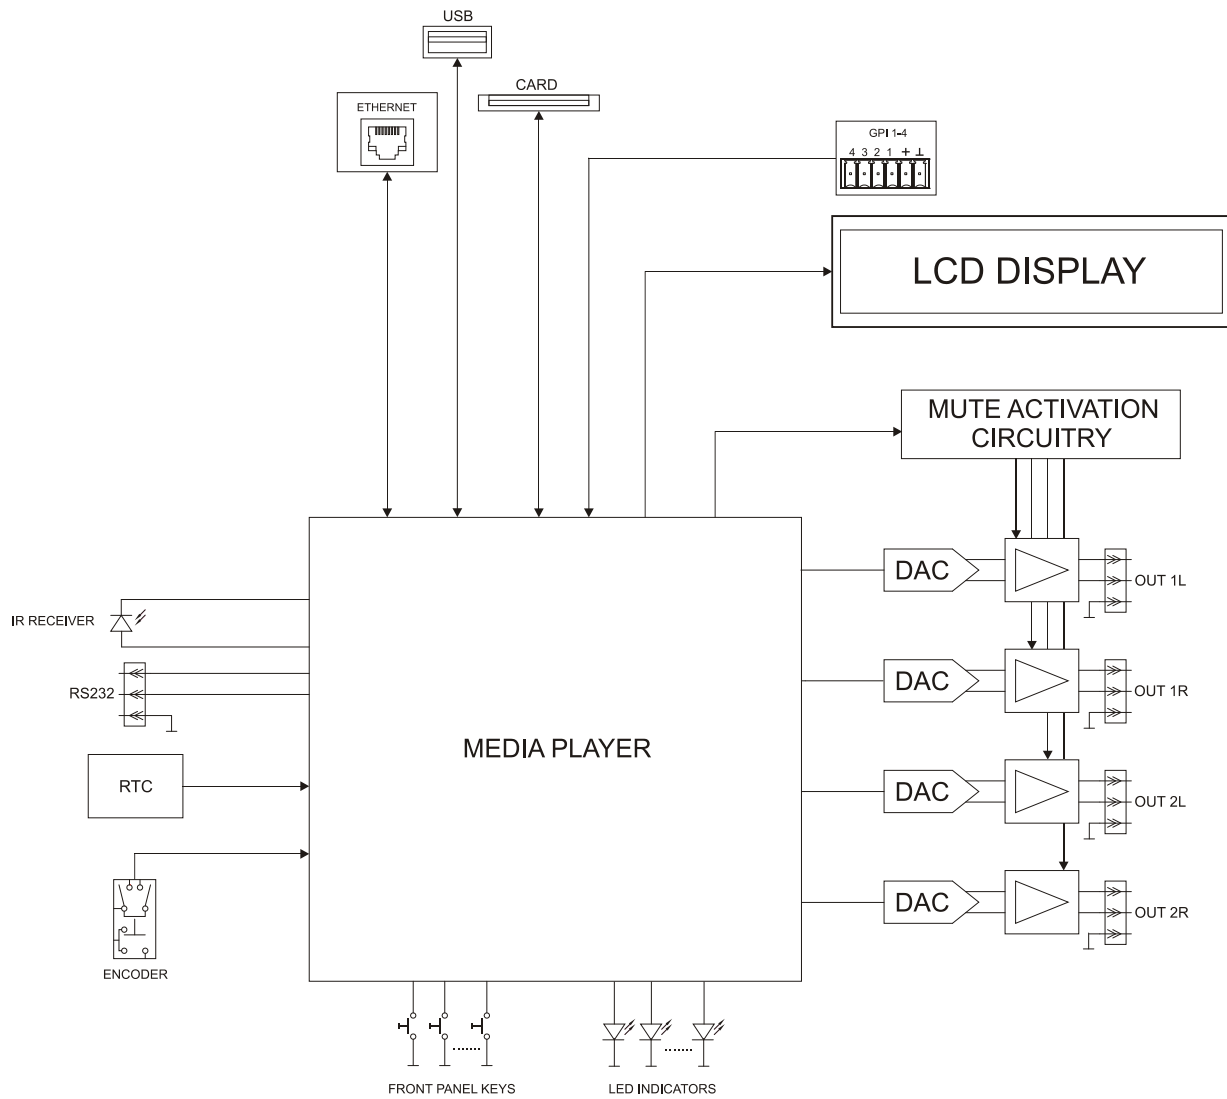 USB
CARD
ETHERNET
GPI 1-4
4 3 2 1 + ⊥
LCD DISPLAY
MUTE ACTIVATION
CIRCUITRY
DAC
OUT 1L
IR RECEIVER
DAC
OUT 1R
RS232
MEDIA PLAYER
RTC
DAC
OUT 2L
DAC
OUT 2R
ENCODER
FRONT PANEL KEYS
LED INDICATORS